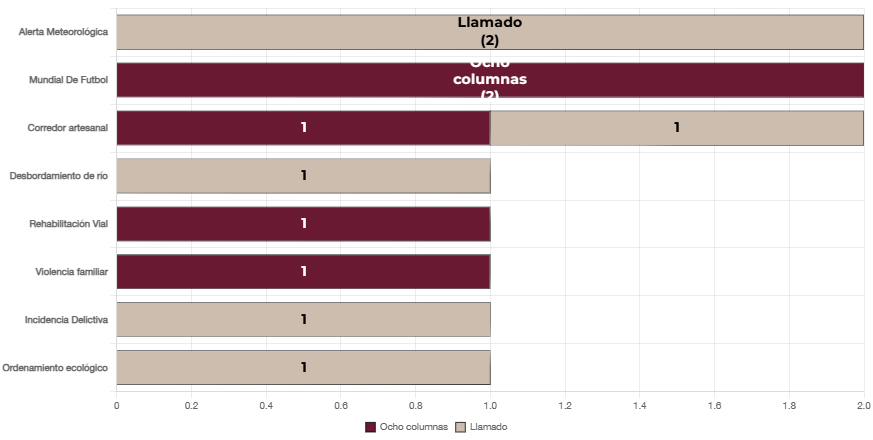 Alerta Meteorológica
Llamado
(2)
Mundial De Futbol
Ocho
columnas
(2)
Corredor artesanal
1
1
Desbordamiento de río
1
Rehabilitación Vial
1
Violencia familiar
1
Incidencia Delictiva
1
Ordenamiento ecológico
1
0 0.2 0.4 0.6 0.8 1.0 1.2 1.4 1.6 1.8 2.0
Ocho columnas Llamado